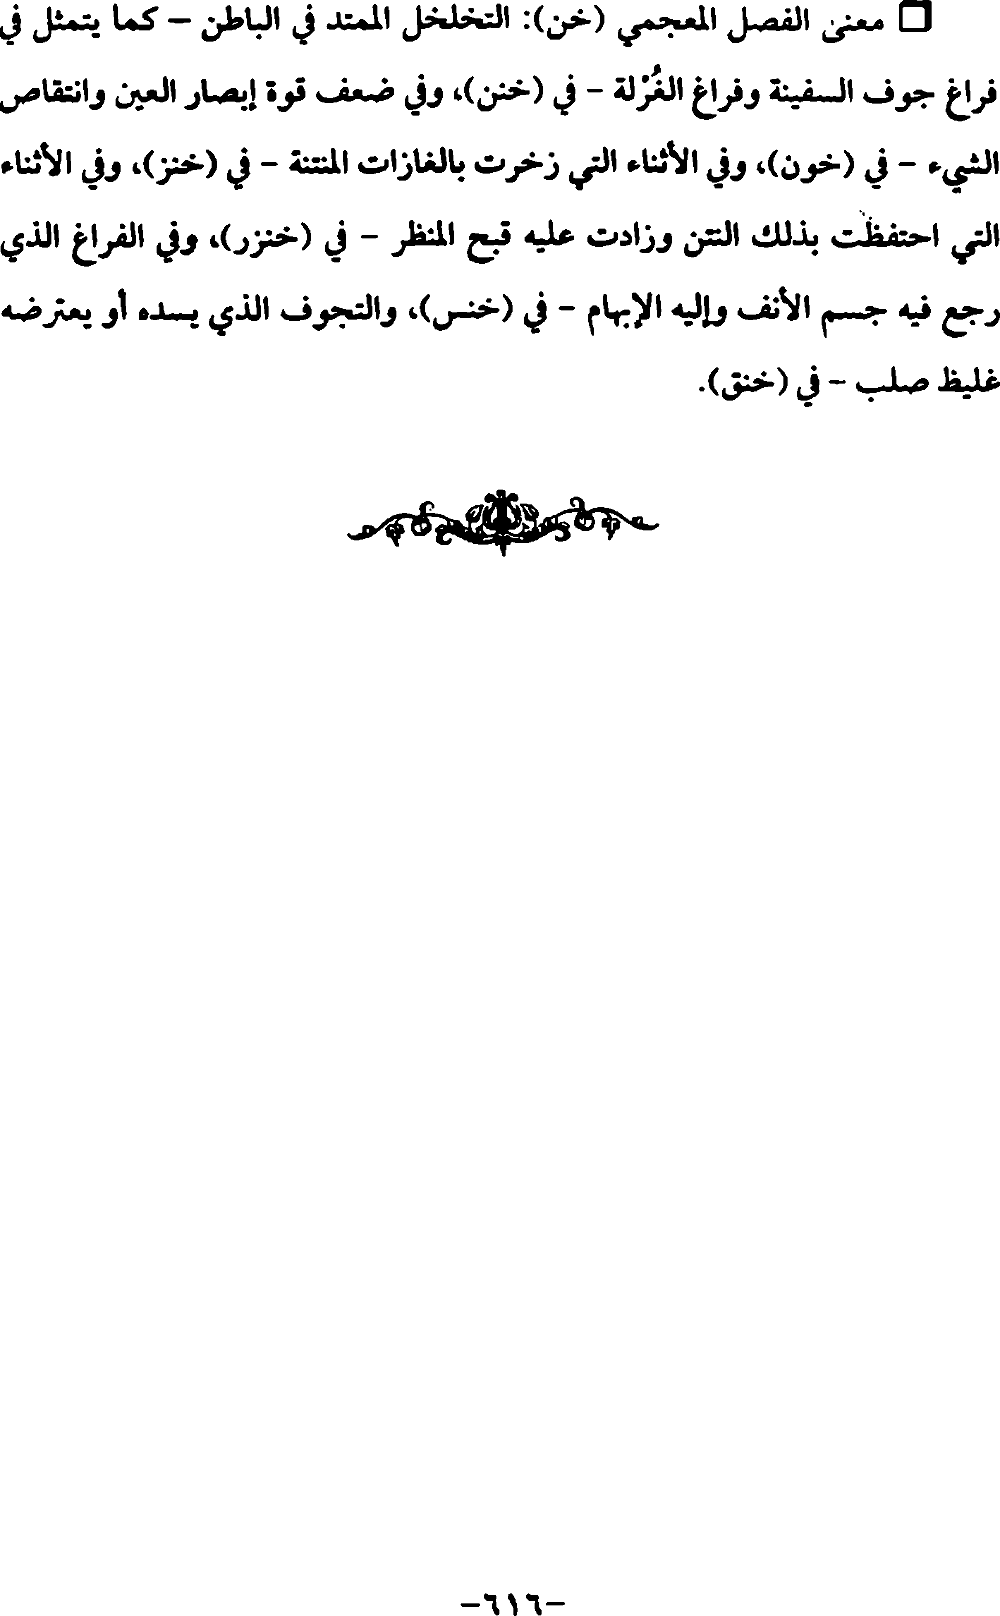 □ معنى الفصل المعجمي (خن): التخلخل الممتد في الباطن – كما يتمثل في
فراغ جوف السفينة وفراغ الغُرْلة - في (خنن)، وفي ضعف قوة إبصار العين وانتقاص
الشيء - في (خون)، وفي الأثناء التي زخرت بالغازات المنتنة - في (خنز)، وفي الأثناء
التي احتفظت بذلك النتن وزادت عليه قبح المنظر - في (خنزر)، وفي الفراغ الذي
رجع فيه جسم الأنف وإليه الإبهام - في (خنس)، والتجوف الذي يسده أو يعترضه
غليظ صلب - في (خنق).
-٦١٦-